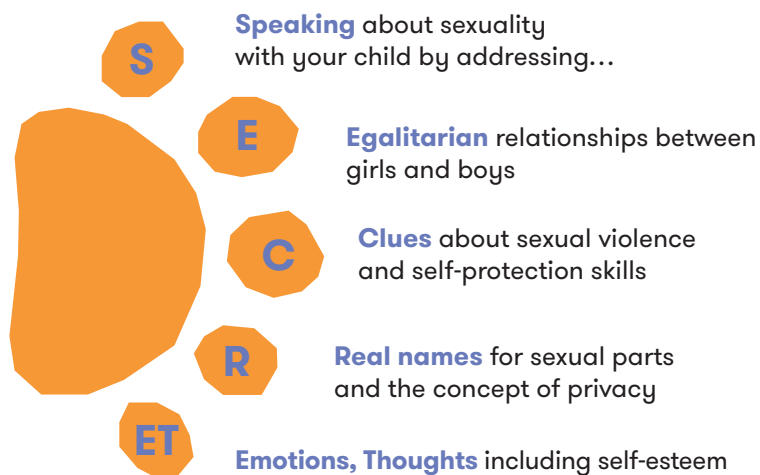 S
Speaking about sexuality
with your child by addressing…
E
Egalitarian relationships between
girls and boys
C
Clues about sexual violence
and self-protection skills
R
Real names for sexual parts
and the concept of privacy
ET
Emotions, Thoughts including self-esteem